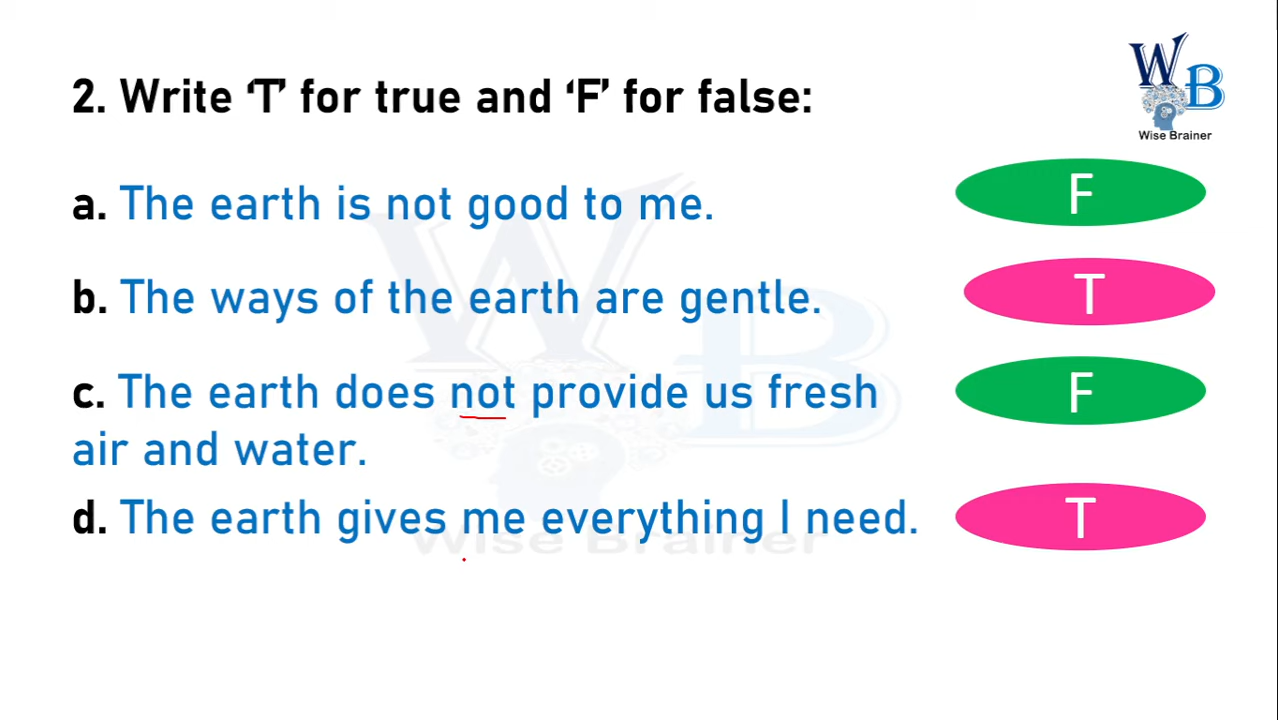 W B
Wise Brainer
2. Write ‘T’ for true and ‘F’ for false:
a. The earth is not good to me.
F
b. The ways of the earth are gentle.
T
c. The earth does not provide us fresh
air and water.
F
d. The earth gives me everything I need.
T
W B
Wise Brainer